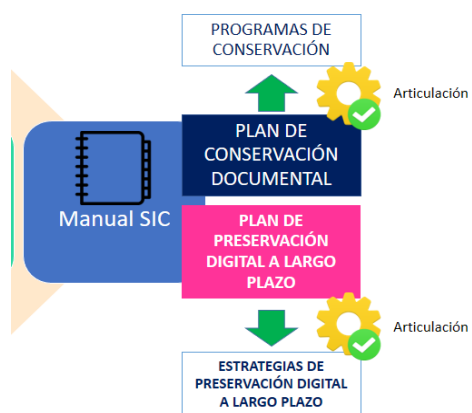 PROGRAMAS DE
CONSERVACIÓN
Articulación
PLAN DE
CONSERVACIÓN
DOCUMENTAL
Manual SIC
PLAN DE
PRESERVACIÓN
DIGITAL A LARGO
PLAZO
Articulación
ESTRATEGIAS DE
PRESERVACIÓN DIGITAL
A LARGO PLAZO